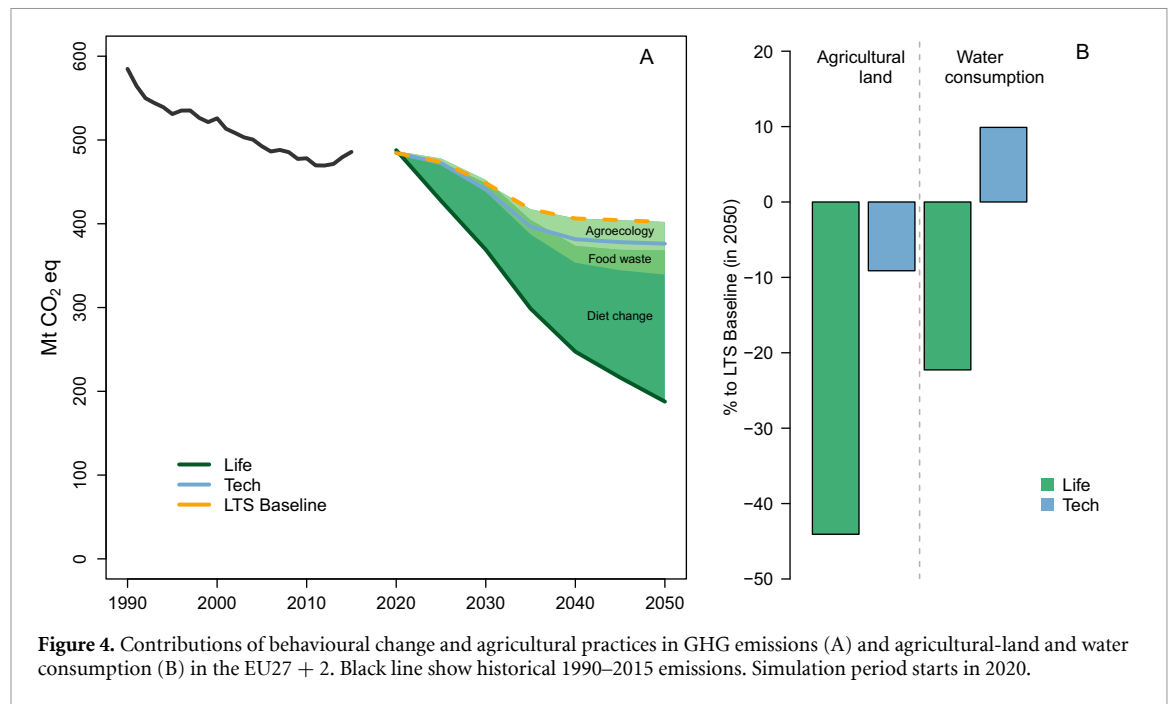 A
600
500
400
300
200
100
0
Mt CO₂ eq
Agroecology
Food waste
Diet change
Life
Tech
LTS Baseline
1990
2000
2010
2020
2030
2040
2050
B
Agricultural
land
Water
consumption
20
10
0
−10
−20
−30
−40
−50
% to LTS Baseline (in 2050)
Life
Tech
Figure 4. Contributions of behavioural change and agricultural practices in GHG emissions (A) and agricultural-land and water
consumption (B) in the EU27 + 2. Black line show historical 1990–2015 emissions. Simulation period starts in 2020.